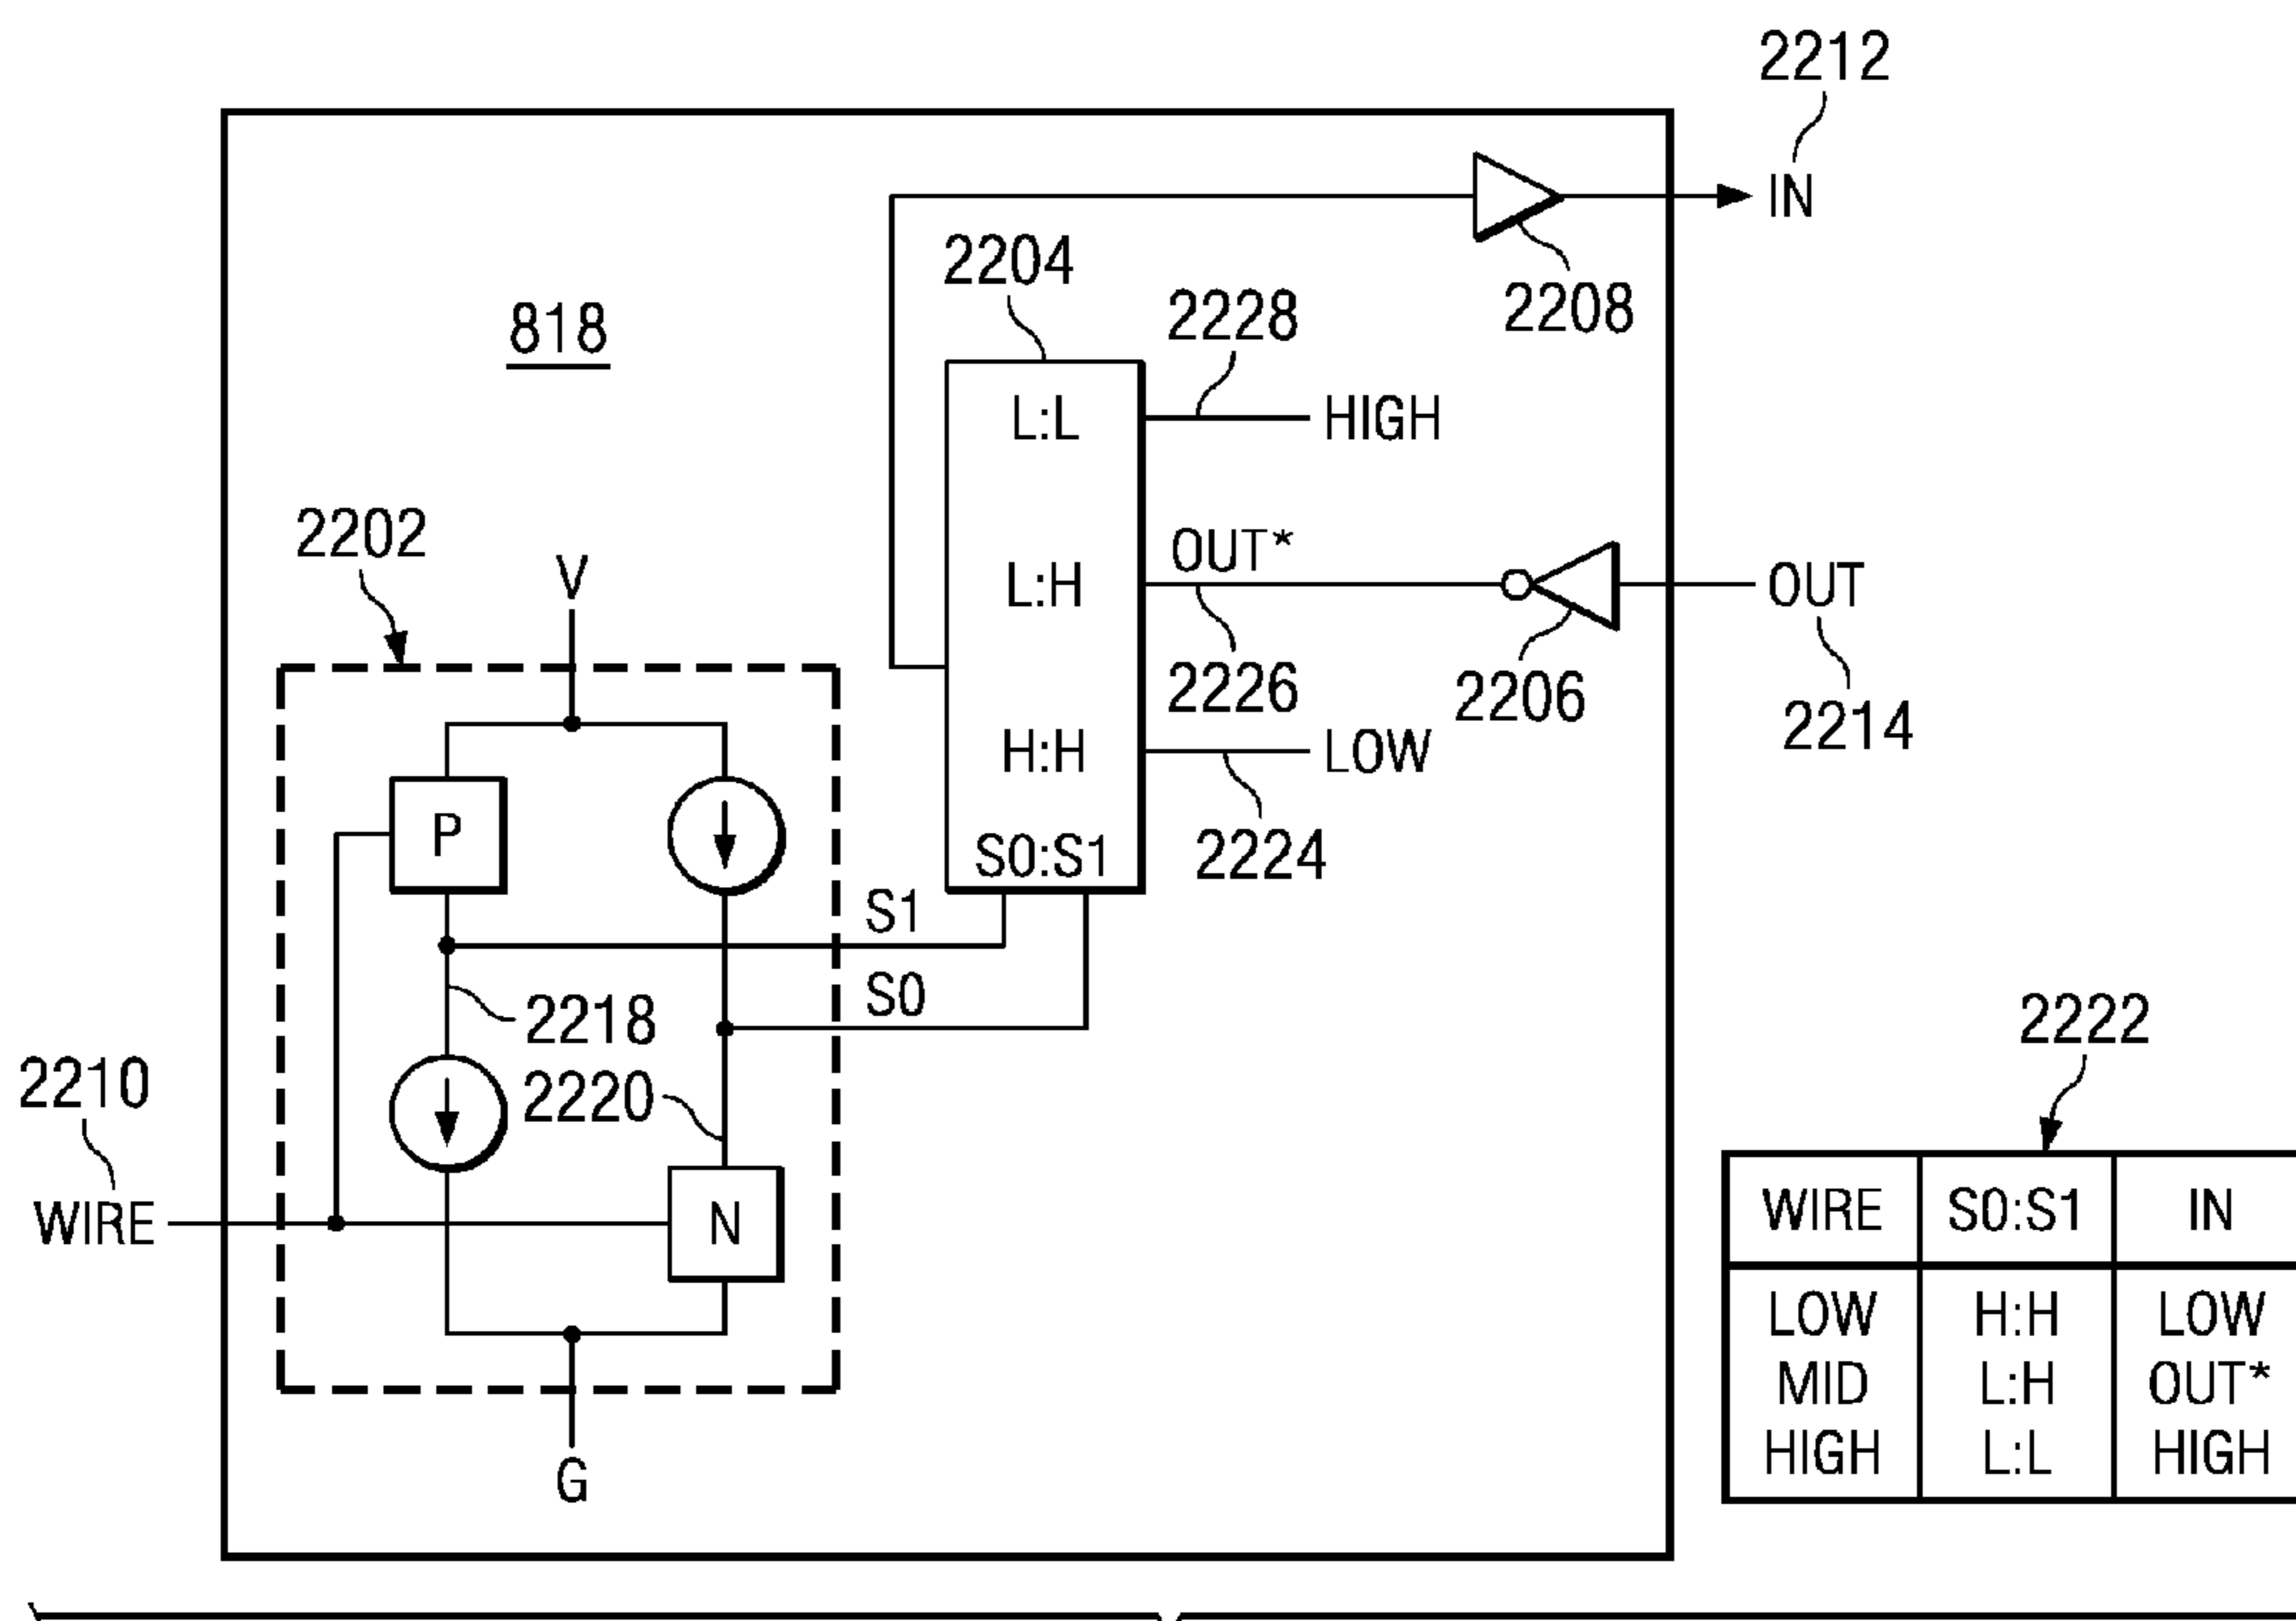 2212
IN
2204
2228
2208
818
L:L
HIGH
2202
V
OUT*
L:H
OUT
2226
2206
2214
H:H
LOW
P
S0:S1
2224
S1
S0
2218
2222
2210
2220
WIRE
N
G
WIRE S0:S1 IN
LOW H:H LOW
MID L:H OUT*
HIGH L:L HIGH